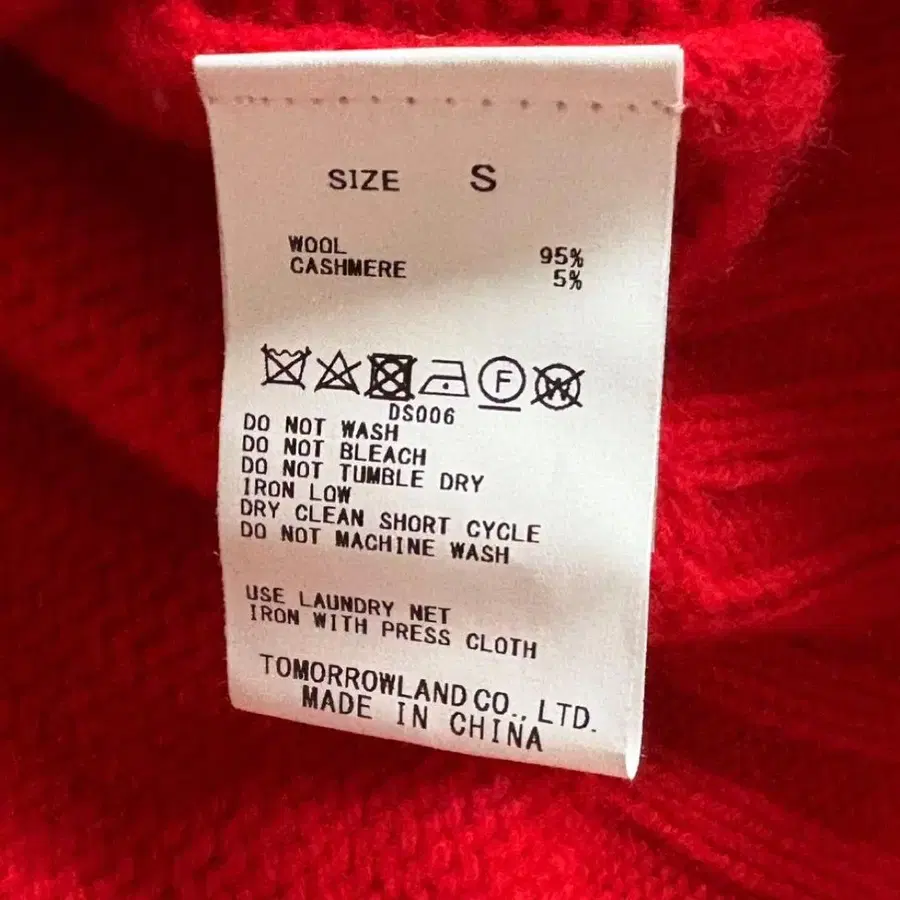 SIZE S
WOOL 95%
CASHMERE 5%
F W
DS006
DO NOT WASH
DO NOT BLEACH
DO NOT TUMBLE DRY
IRON LOW
DRY CLEAN SHORT CYCLE
DO NOT MACHINE WASH
USE LAUNDRY NET
IRON WITH PRESS CLOTH
TOMORROWLAND CO., LTD.
MADE IN CHINA